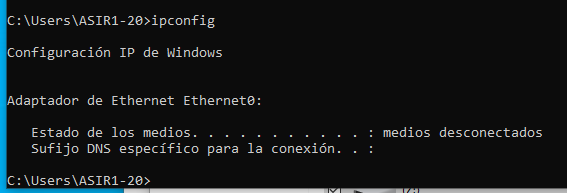 C:\Users\ASIR1-20>ipconfig
Configuración IP de Windows
Adaptador de Ethernet Ethernet0:
Estado de los medios. . . . . . . . . . . : medios desconectados
Sufijo DNS específico para la conexión. . :
C:\Users\ASIR1-20>